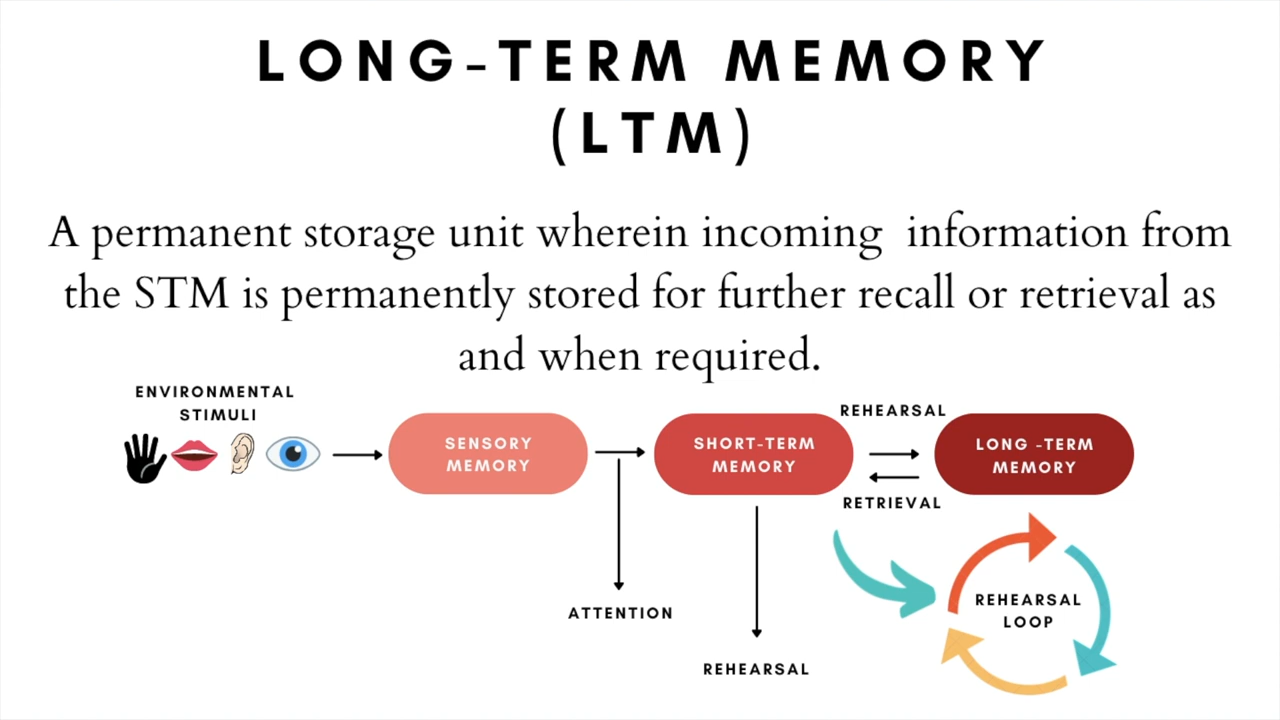 LONG-TERM MEMORY
(LTM)
A permanent storage unit wherein incoming information from
the STM is permanently stored for further recall or retrieval as
and when required.
ENVIRONMENTAL
STIMULI
SENSORY
MEMORY
SHORT-TERM
MEMORY
REHEARSAL
RETRIEVAL
LONG -TERM
MEMORY
ATTENTION
REHEARSAL
REHEARSAL
LOOP